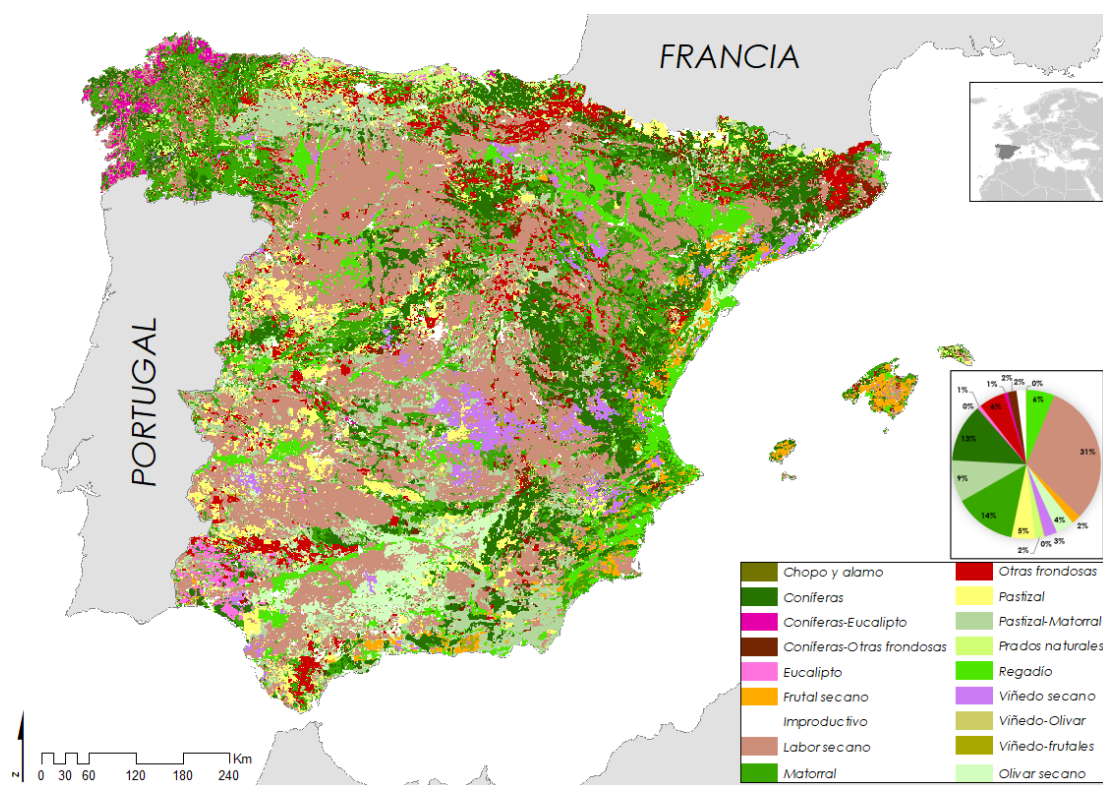 FRANCIA
PORTUGAL
1%
2%
2%
0%
1%
0%
6%
6%
13%
31%
9%
14%
4%
2%
5%
3%
0%
2%
Chopo y alamo
Coníferas
Coníferas-Eucalipto
Coníferas-Otras frondosas
Eucalipto
Frutal secano
Improductivo
Labor secano
Matorral
Otras frondosas
Pastizal
Pastizal-Matorral
Prados naturales
Regadío
Viñedo secano
Viñedo-Olivar
Viñedo-frutales
Olivar secano
N
Km
0 30 60 120 180 240